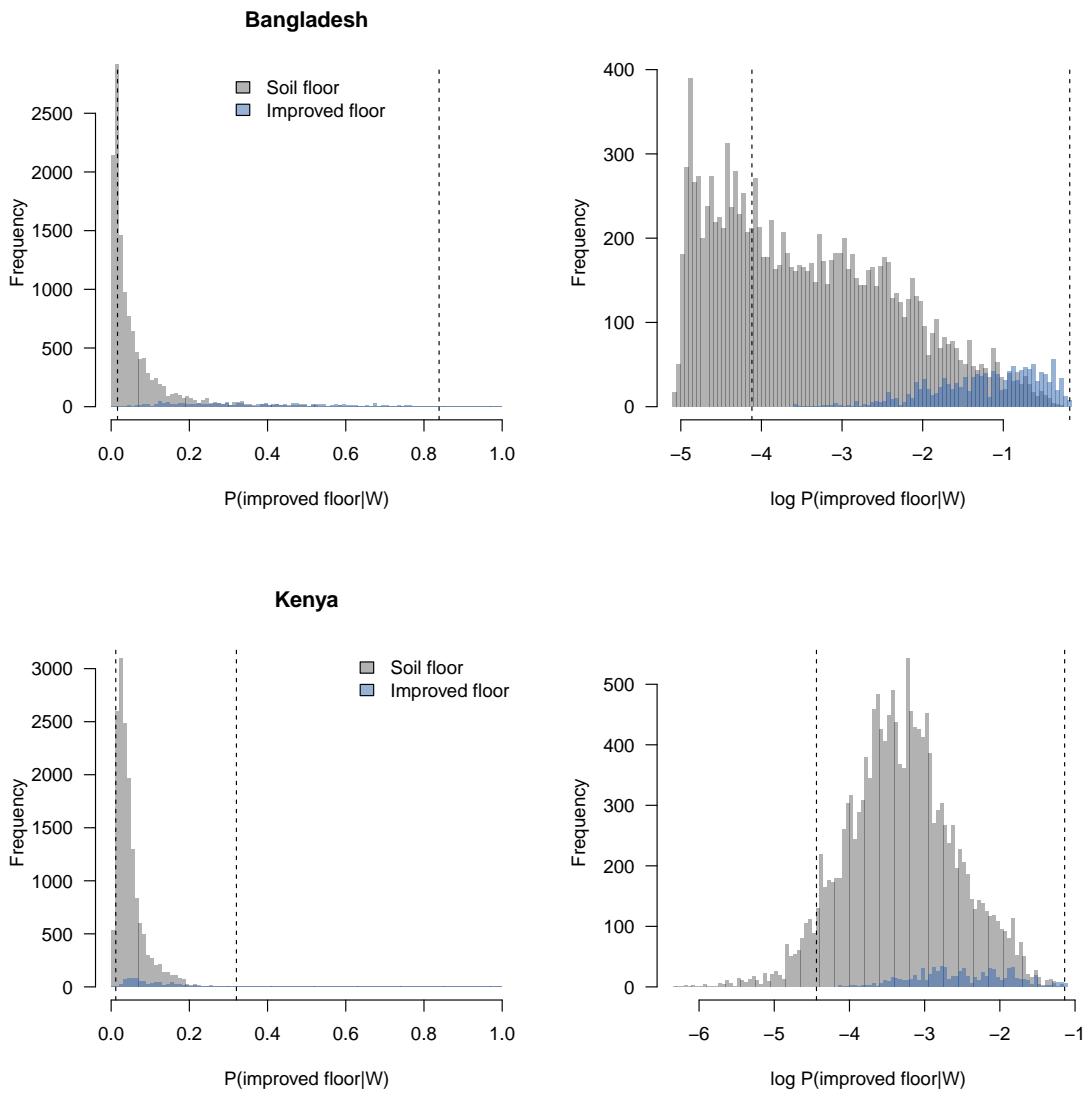 Bangladesh
Frequency
2500
2000
1500
1000
500
0
Soil floor
Improved floor
0.0 0.2 0.4 0.6 0.8 1.0
P(improved floor|W)
Frequency
400
300
200
100
0
−5 −4 −3 −2 −1
log P(improved floor|W)
Kenya
Frequency
3000
2500
2000
1500
1000
500
0
Soil floor
Improved floor
0.0 0.2 0.4 0.6 0.8 1.0
P(improved floor|W)
Frequency
500
400
300
200
100
0
−6 −5 −4 −3 −2 −1
log P(improved floor|W)